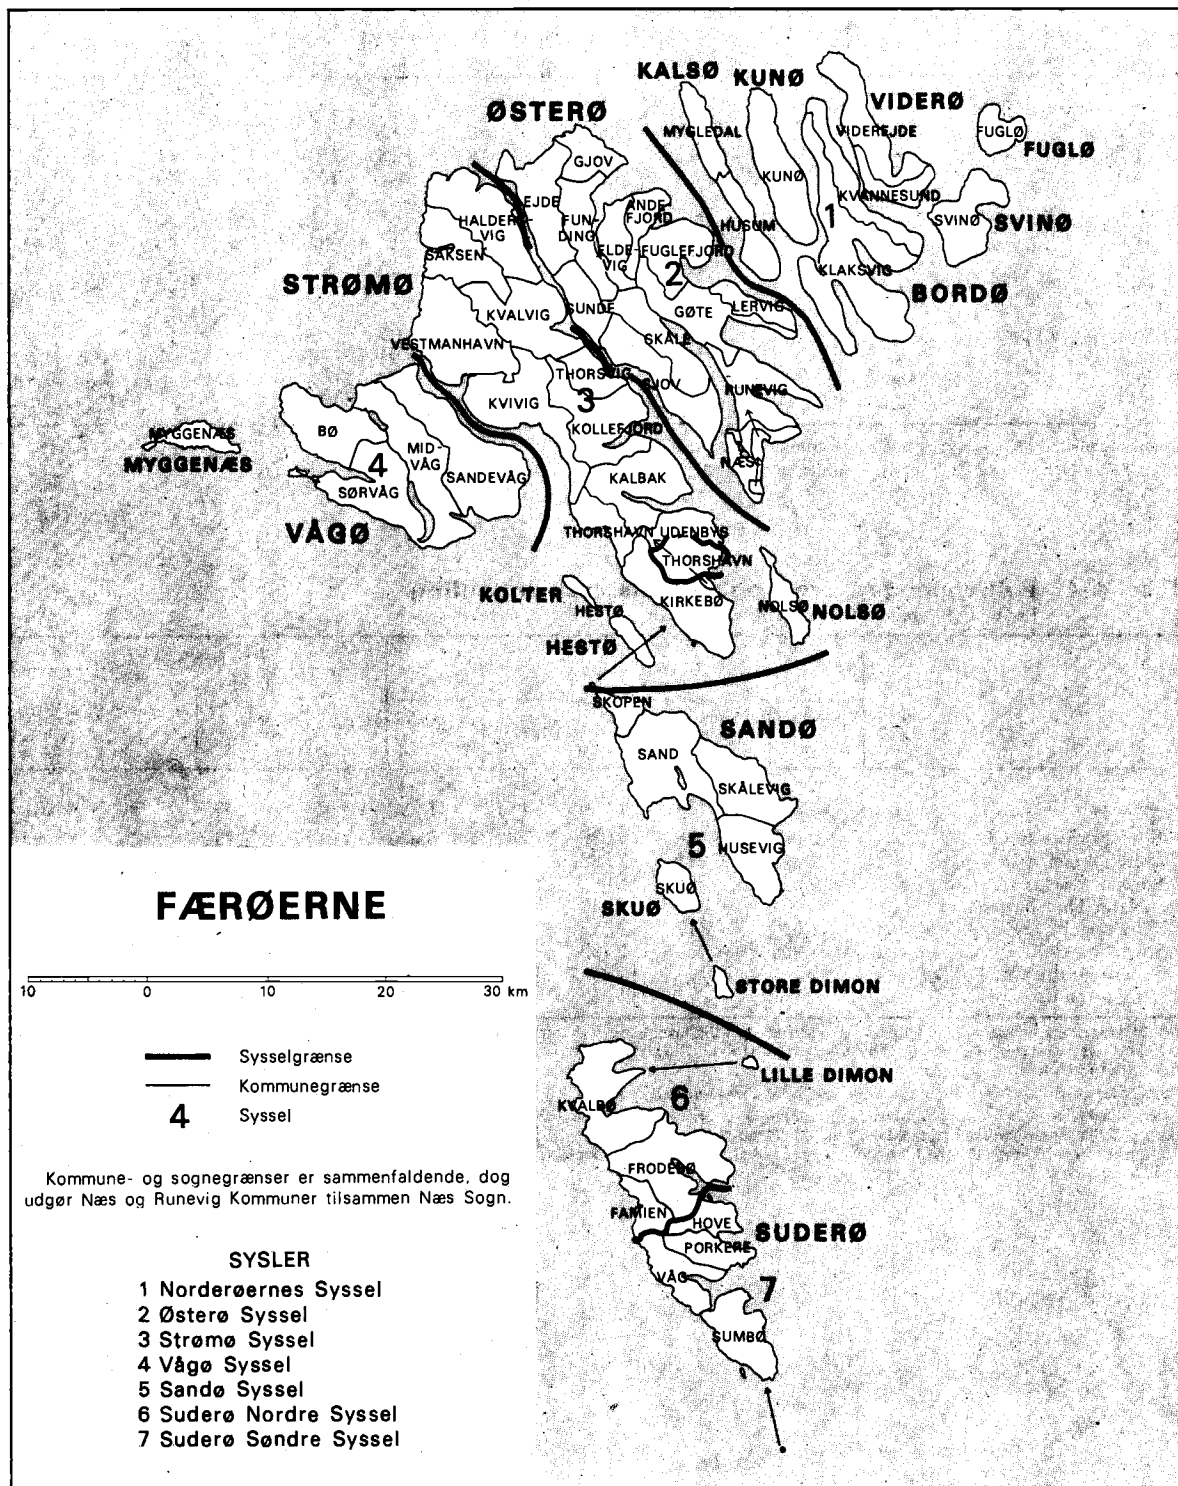 KALSØ
KUNØ
VIDERØ
ØSTERØ
FUGLØ
FUGLØ
MYGLEDAL
VIDEREJDE
GJOV
KUNØ
KVANNESUND
EJDE
ANDE-
FJORD
HALDERS-
VIG
FUN-
DING
HUSUM
1
SVINØ
SVINØ
ELDE-
VIG
FUGLEFJORD
SAKSEN
2
KLAKSVIG
STRØMØ
BORDØ
LERVIG
SUNDE
GØTE
KVALVIG
SKÅLE
VESTMANHAVN
THORSVIG
SJOV
RUNEVIG
3
KVIVIG
BØ
KOLLEFJORD
MYGGENÆS
MYGGENÆS
MID-
VÅG
4
NÆS
SANDEVÅG
KALBAK
SØRVÅG
VÅGØ
THORSHAVN UDENBYS
THORSHAVN
KOLTER
KIRKEBØ
HESTØ
NOLSØ
NOLSØ
HESTØ
SKOPEN
SANDØ
SAND
SKÅLEVIG
5
HUSEVIG
SKUØ
SKUØ
FÆRØERNE
STORE DIMON
10 0 10 20 30 km
Sysselgrænse
LILLE DIMON
Kommunegrænse
KVALBØ
6
4 Syssel
FRODEBØ
Kommune- og sognegrænser er sammenfaldende, dog
udgør Næs og Runevig Kommuner tilsammen Næs Sogn.
FAMIEN
HOVE
SUDERØ
PORKERE
VÅG
7
SUMBØ
SYSLER
1 Norderøernes Syssel
2 Østerø Syssel
3 Strømø Syssel
4 Vågø Syssel
5 Sandø Syssel
6 Suderø Nordre Syssel
7 Suderø Søndre Syssel